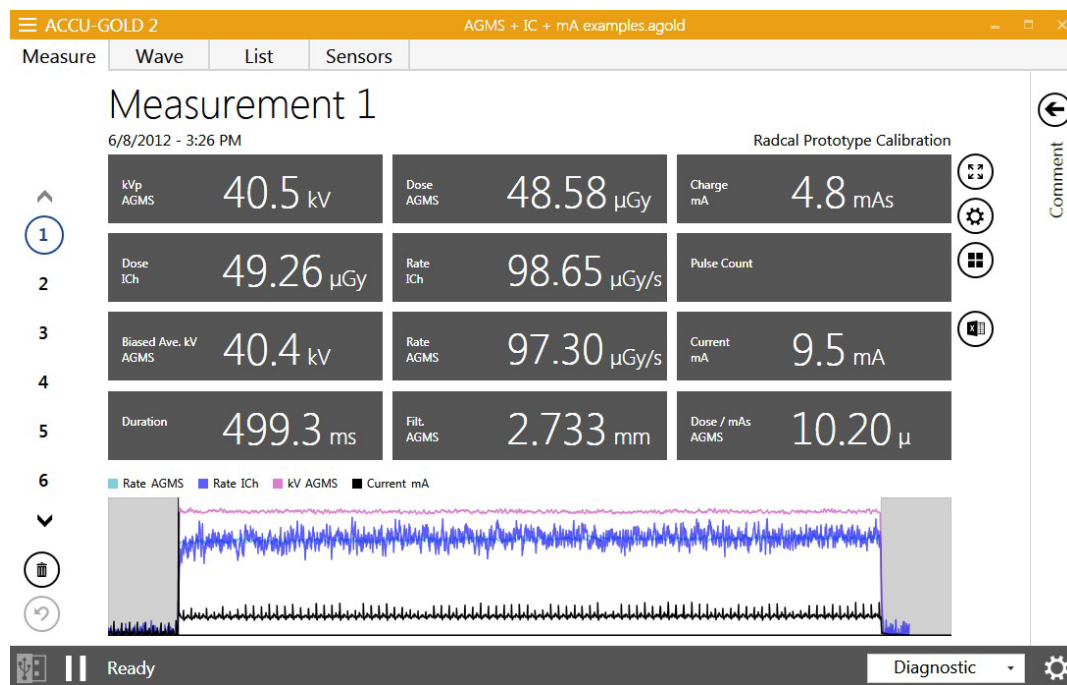 ACCU-GOLD 2
AGMS + IC + mA examples.agold
Measure Wave List Sensors
Measurement 1
6/8/2012 - 3:26 PM
Radcal Prototype Calibration
Comment
kVp
AGMS
40.5 kV
Dose
AGMS
48.58 µGy
Charge
mA
4.8 mAs
Dose
ICh
49.26 µGy
Rate
ICh
98.65 µGy/s
Pulse Count
Biased Ave. kV
AGMS
40.4 kV
Rate
AGMS
97.30 µGy/s
Current
mA
9.5 mA
Duration
499.3 ms
Filt.
AGMS
2.733 mm
Dose / mAs
AGMS
10.20 µ
1
2
3
4
5
6
Rate AGMS Rate ICh kV AGMS Current mA
Ready
Diagnostic